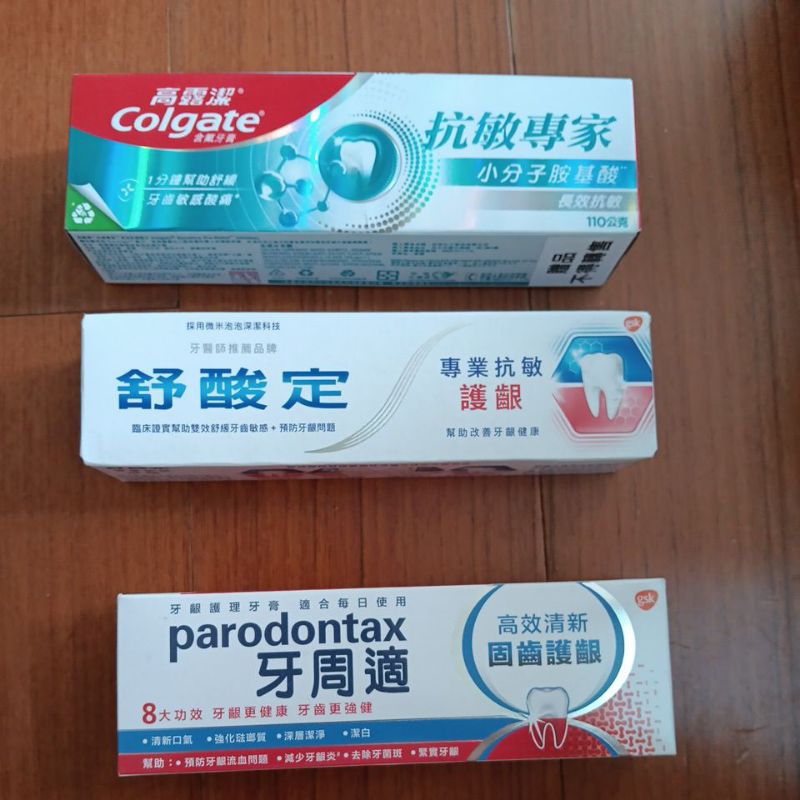 高露潔®
Colgate®
含氟牙膏
抗敏專家
1分鐘幫助舒緩
牙齒敏感酸痛
小分子胺基酸
長效抗敏
110公克
贈品
不得轉售
採用微米泡泡深潔科技
牙醫師推薦品牌
舒酸定
臨床證實幫助雙效舒緩牙齒敏感+預防牙齦問題
專業抗敏
護齦
幫助改善牙齦健康
gsk
牙齦護理牙膏 適合每日使用
parodontax
牙周適
8大功效 牙齦更健康 牙齒更強健
•清新口氣 •強化琺瑯質 •深層潔淨 •潔白
幫助:•預防牙齦流血問題 •減少牙齦炎# •去除牙菌斑 •緊實牙齦
高效清新
固齒護齦
gsk